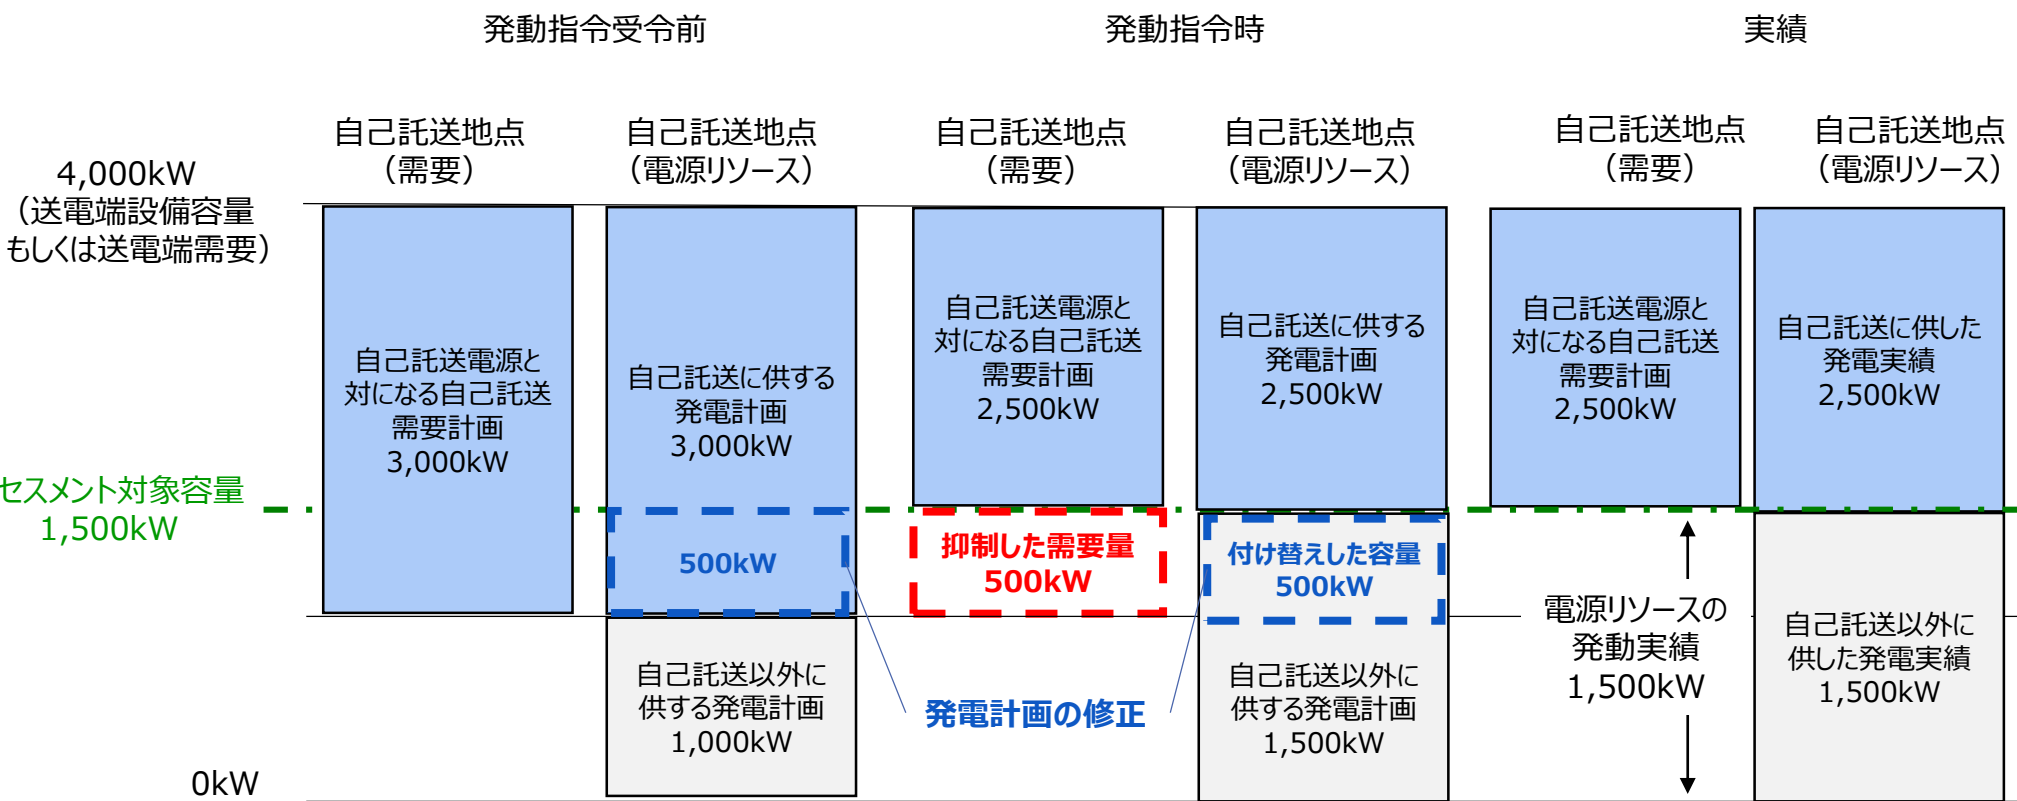 発動指令受令前
発動指令時
実績
自己託送地点
（需要）
自己託送地点
（電源リソース）
自己託送地点
（需要）
自己託送地点
（電源リソース）
自己託送地点
（需要）
自己託送地点
（電源リソース）
4,000kW
（送電端設備容量
もしくは送電端需要）
セスメント対象容量
1,500kW
0kW
自己託送電源と
対になる自己託送
需要計画
3,000kW
自己託送に供する
発電計画
3,000kW
500kW
自己託送以外に
供する発電計画
1,000kW
自己託送電源と
対になる自己託送
需要計画
2,500kW
抑制した需要量
500kW
発電計画の修正
自己託送に供する
発電計画
2,500kW
付け替えした容量
500kW
自己託送以外に
供する発電計画
1,500kW
自己託送電源と
対になる自己託送
需要計画
2,500kW
電源リソースの
発動実績
1,500kW
自己託送に供した
発電実績
2,500kW
自己託送以外に
供した発電実績
1,500kW